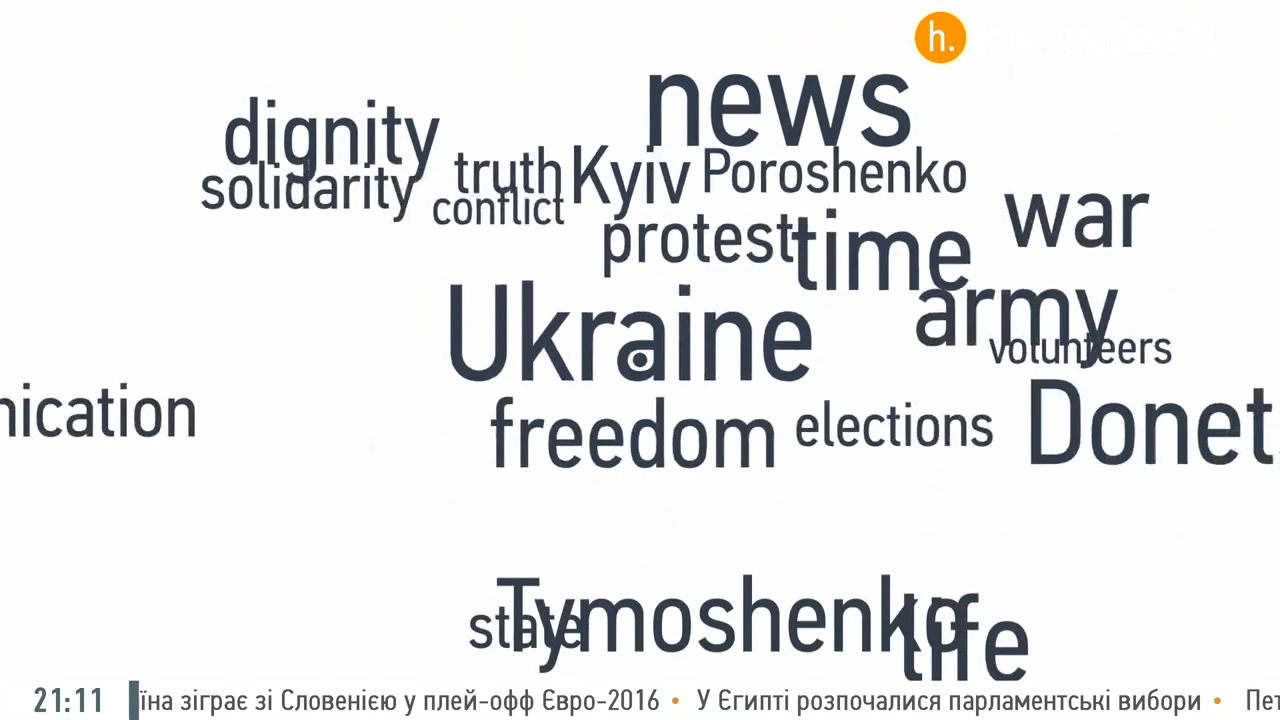 h.
news
dignity
truth Kyiv Poroshenko
solidarity
conflict
war
protest time
army
Ukraine
volunteers
nication
freedom elections Donet
Tymoshenko
state
life
21:11 їна зіграє зі Словенією у плей-офф Євро-2016 • У Єгипті розпочалися парламентські вибори • Пет